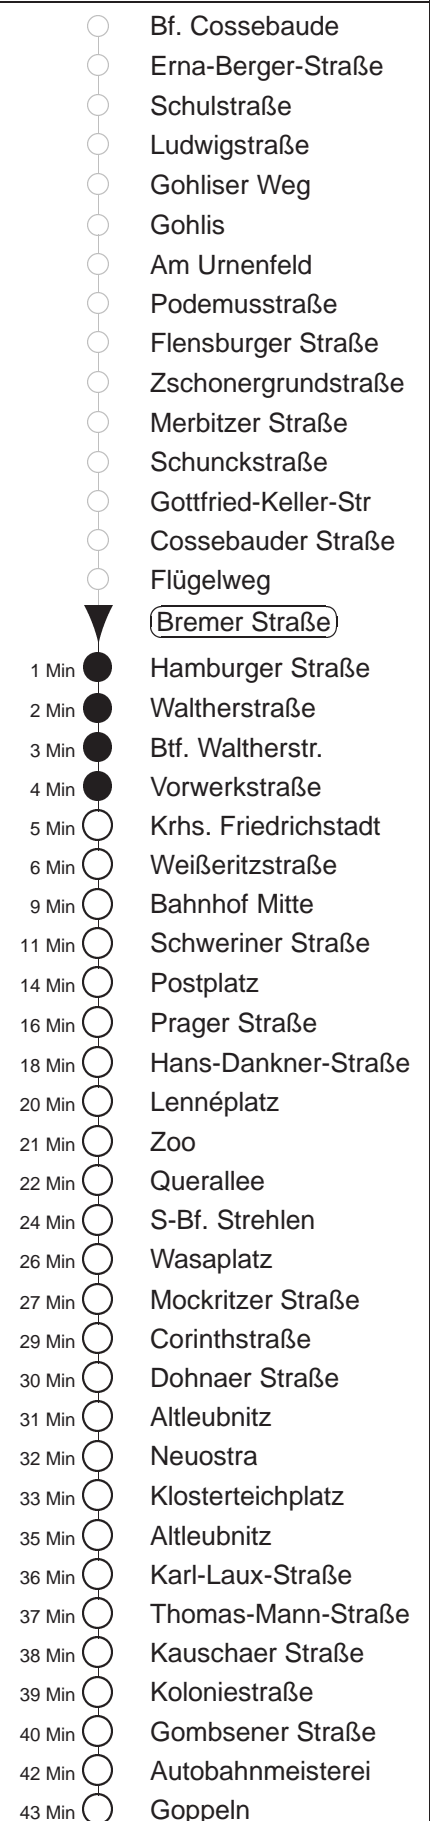 Bf. Cossebaude
Erna-Berger-Straße
Schulstraße
Ludwigstraße
Gohliser Weg
Gohlis
Am Urnenfeld
Podemusstraße
Flensburger Straße
Zschonergrundstraße
Merbitzer Straße
Schunckstraße
Gottfried-Keller-Str
Cossebauder Straße
Flügelweg
Bremer Straße
1 Min Hamburger Straße
2 Min Waltherstraße
3 Min Btf. Waltherstr.
4 Min Vorwerkstraße
5 Min Krhs. Friedrichstadt
6 Min Weißeritzstraße
9 Min Bahnhof Mitte
11 Min Schweriner Straße
14 Min Postplatz
16 Min Prager Straße
18 Min Hans-Dankner-Straße
20 Min Lennéplatz
21 Min Zoo
22 Min Querallee
24 Min S-Bf. Strehlen
26 Min Wasaplatz
27 Min Mockritzer Straße
29 Min Corinthstraße
30 Min Dohnaer Straße
31 Min Altleubnitz
32 Min Neuostra
33 Min Klosterteichplatz
35 Min Altleubnitz
36 Min Karl-Laux-Straße
37 Min Thomas-Mann-Straße
38 Min Kauschaer Straße
39 Min Koloniestraße
40 Min Gombsener Straße
42 Min Autobahnmeisterei
43 Min Goppeln